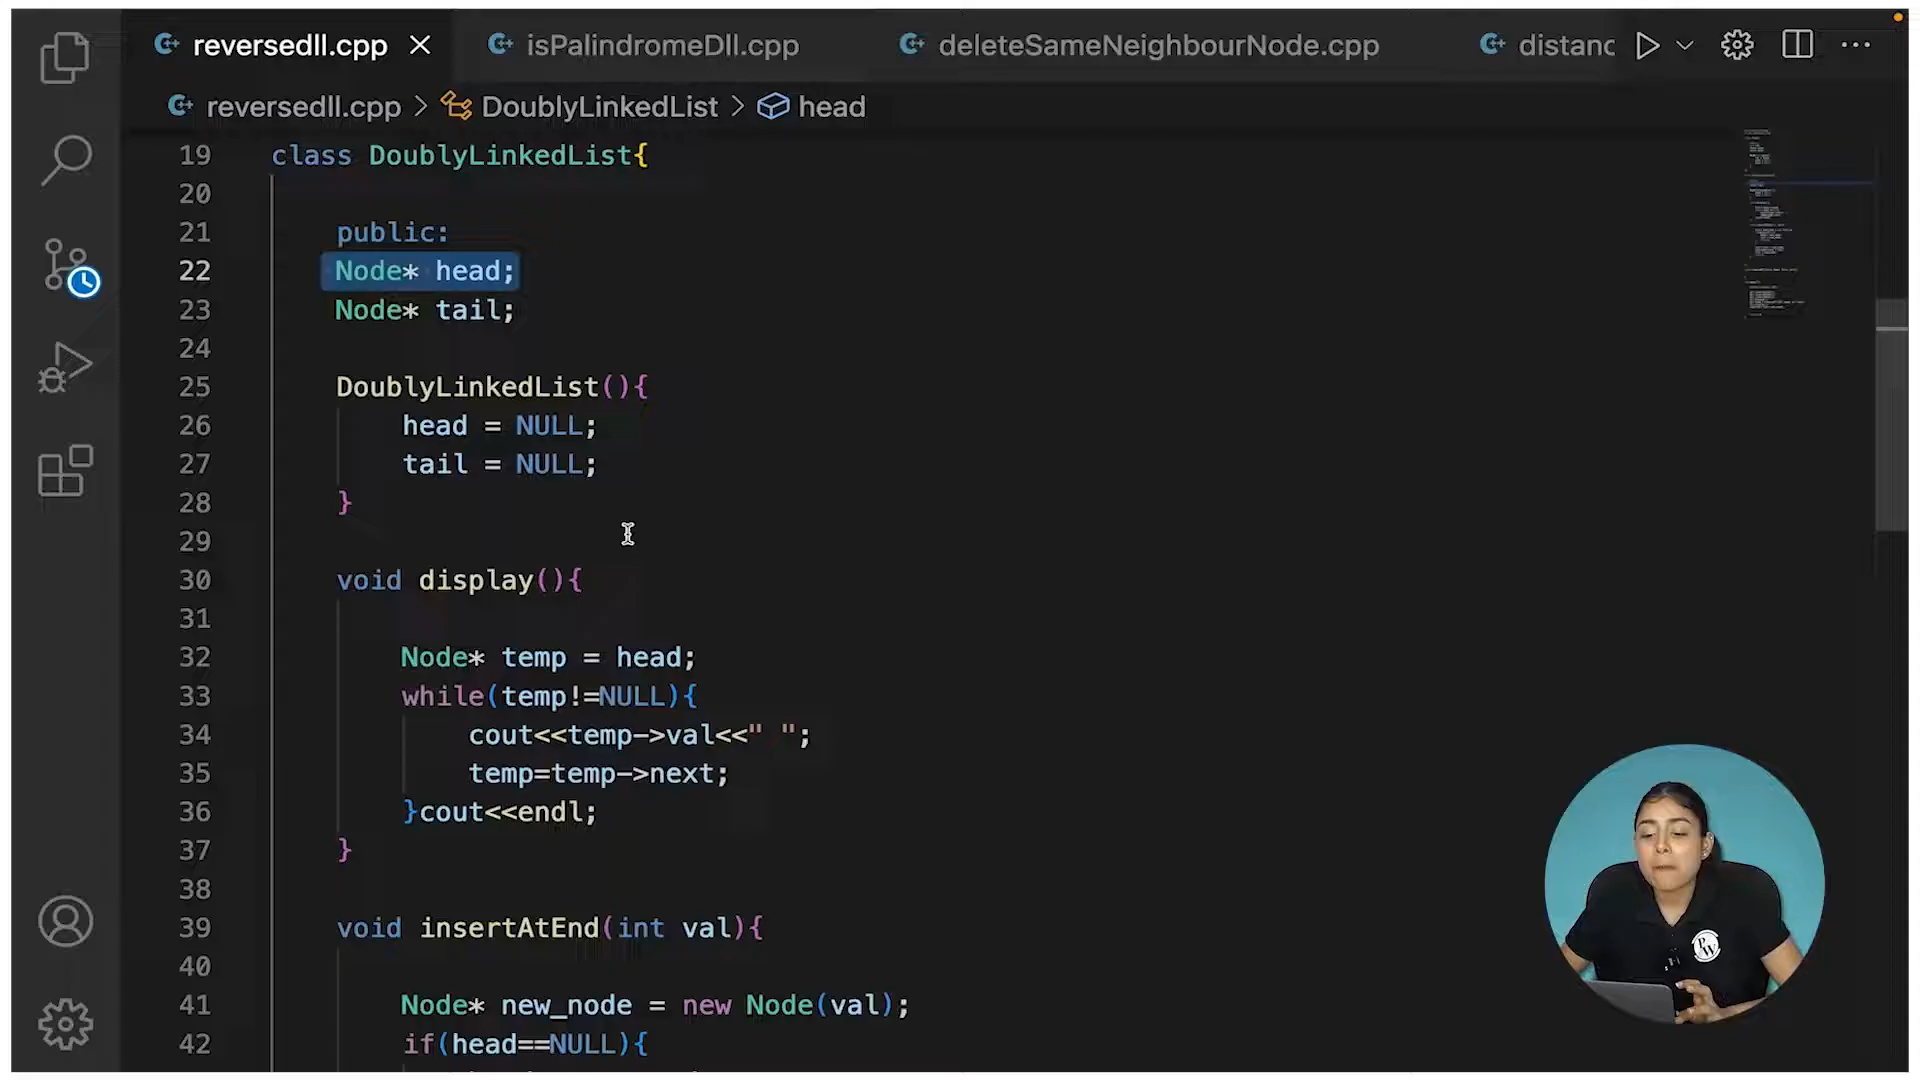 reversedll.cpp isPalindromeDll.cpp deleteSameNeighbourNode.cpp distanc
reversedll.cpp > DoublyLinkedList > head
19 class DoublyLinkedList{
20
21 public:
22 Node* head;
23 Node* tail;
24
25 DoublyLinkedList(){
26 head = NULL;
27 tail = NULL;
28 }
29
30 void display(){
31
32 Node* temp = head;
33 while(temp!=NULL){
34 cout<<temp->val<<" ";
35 temp=temp->next;
36 }cout<<endl;
37 }
38
39 void insertAtEnd(int val){
40
41 Node* new_node = new Node(val);
42 if(head==NULL){
PW